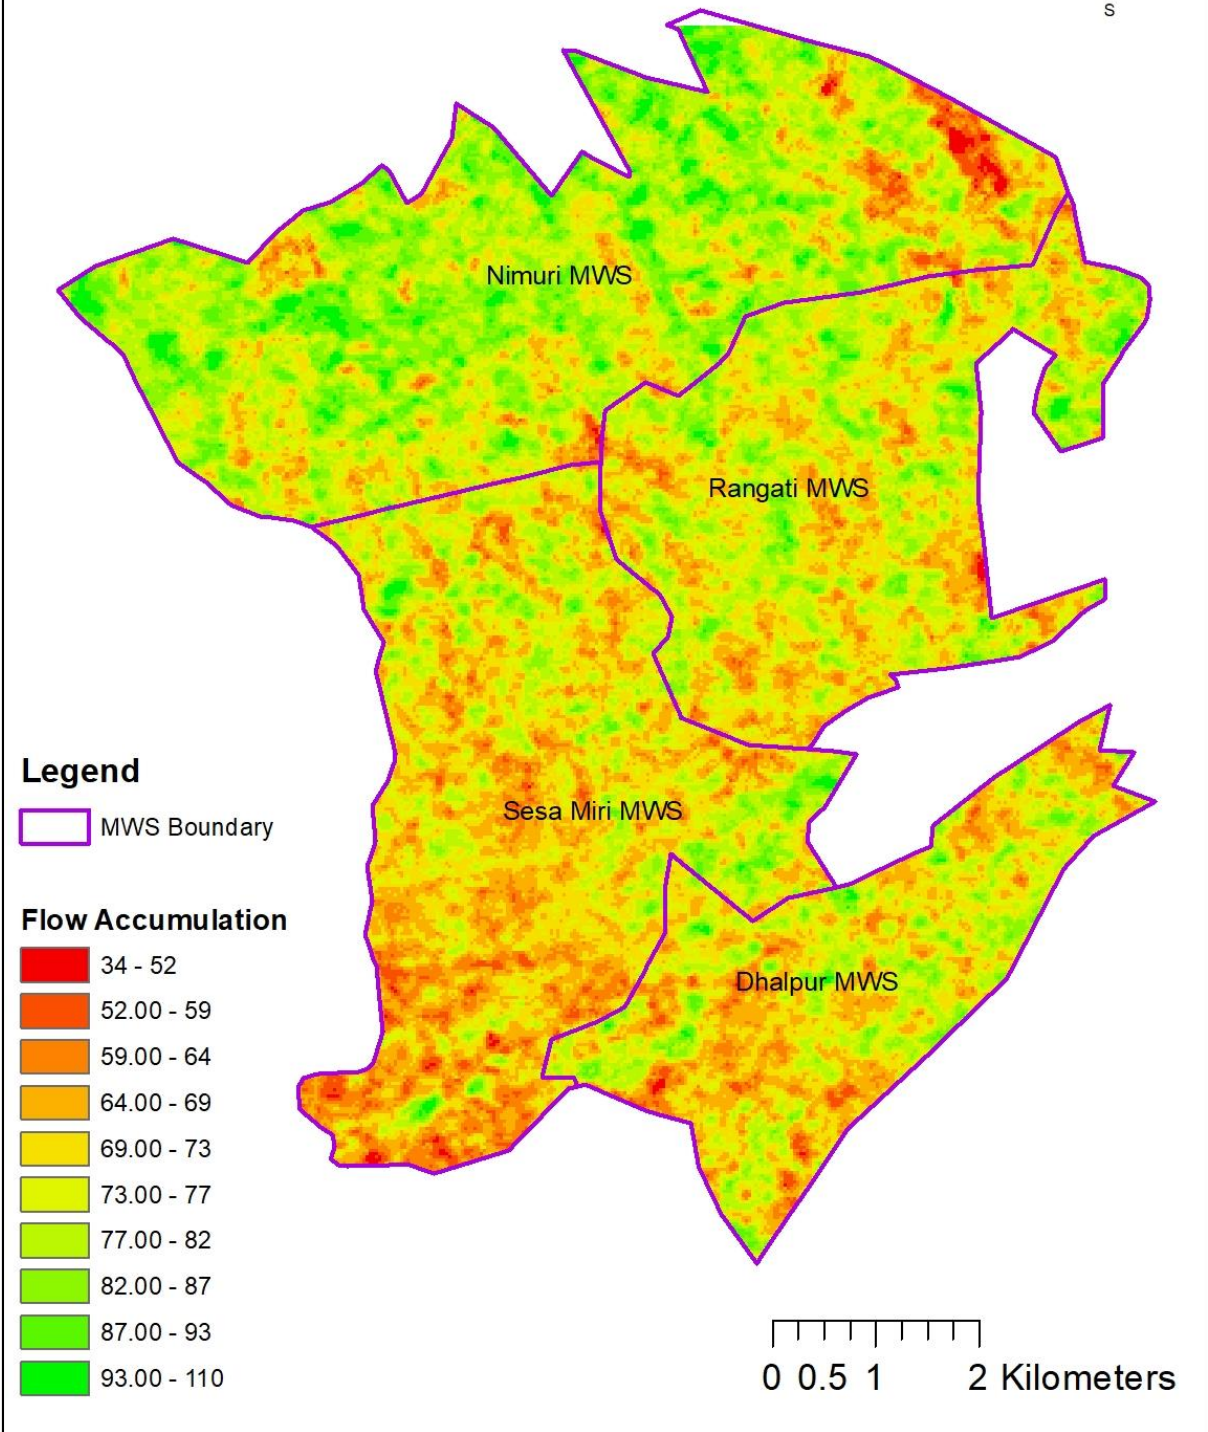 S
Nimuri MWS
Rangati MWS
Sesa Miri MWS
Dhalpur MWS
Legend
MWS Boundary
Flow Accumulation
34 - 52
52.00 - 59
59.00 - 64
64.00 - 69
69.00 - 73
73.00 - 77
77.00 - 82
82.00 - 87
87.00 - 93
93.00 - 110
0 0.5 1 2 Kilometers